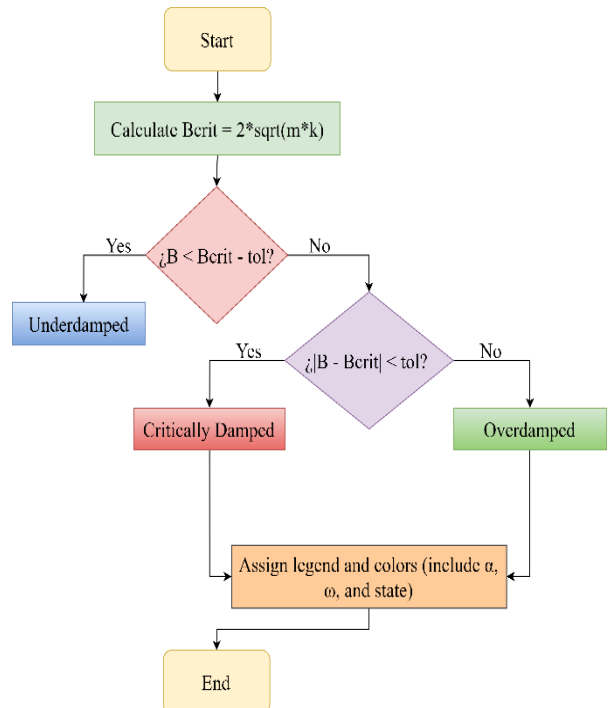 Start
Calculate Bcrit = 2*sqrt(m*k)
Yes
¿B < Bcrit - tol?
No
Underdamped
Yes
¿|B - Bcrit| < tol?
No
Critically Damped
Overdamped
Assign legend and colors (include α,
ω, and state)
End